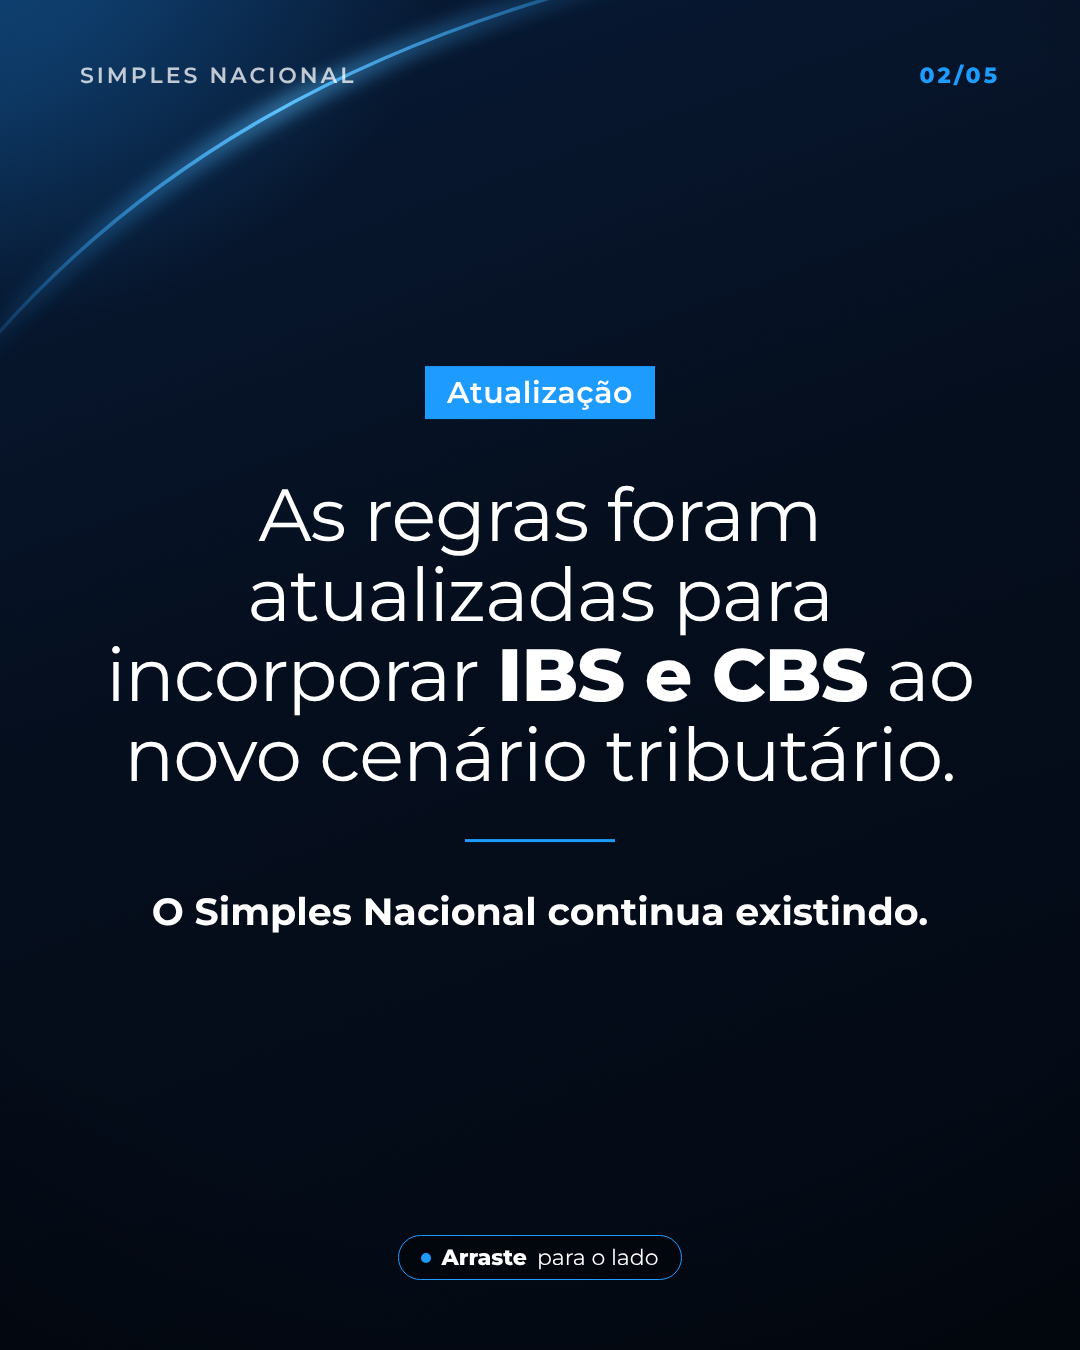 SIMPLES NACIONAL
02/05
Atualização
As regras foram
atualizadas para
incorporar IBS e CBS ao
novo cenário tributário.
O Simples Nacional continua existindo.
Arraste para o lado